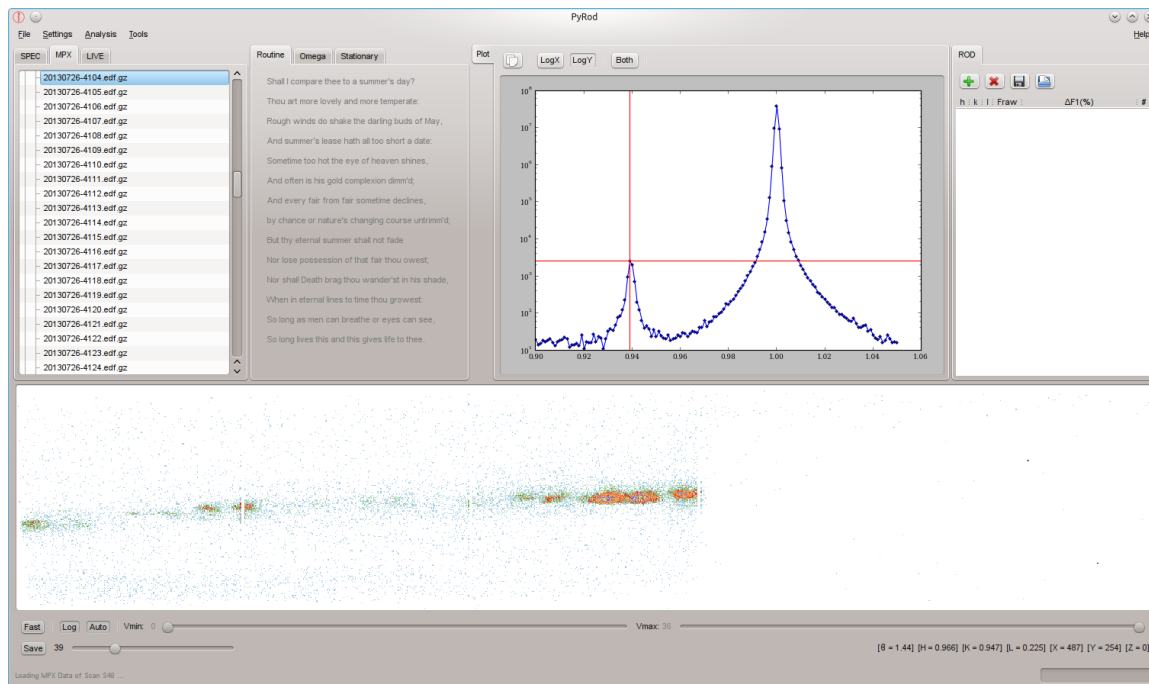 PyRod
File Settings Analysis Tools Help
SPEC MPX LIVE
20130726-4104.edf.gz
20130726-4105.edf.gz
20130726-4106.edf.gz
20130726-4107.edf.gz
20130726-4108.edf.gz
20130726-4109.edf.gz
20130726-4110.edf.gz
20130726-4111.edf.gz
20130726-4112.edf.gz
20130726-4113.edf.gz
20130726-4114.edf.gz
20130726-4115.edf.gz
20130726-4116.edf.gz
20130726-4117.edf.gz
20130726-4118.edf.gz
20130726-4119.edf.gz
20130726-4120.edf.gz
20130726-4121.edf.gz
20130726-4122.edf.gz
20130726-4123.edf.gz
20130726-4124.edf.gz
Routine Omega Stationary
Shall I compare thee to a summer's day?
Thou art more lovely and more temperate:
Rough winds do shake the darling buds of May,
And summer's lease hath all too short a date:
Sometime too hot the eye of heaven shines,
And often is his gold complexion dimm'd;
And every fair from fair sometime declines,
by chance or nature's changing course untrimm'd;
But thy eternal summer shall not fade
Nor lose possession of that fair thou owest;
Nor shall Death brag thou wander'st in his shade,
When in eternal lines to time thou growest:
So long as men can breathe or eyes can see,
So long lives this and this gives life to thee.
Plot LogX LogY Both
10⁸
10⁷
10⁶
10⁵
10⁴
10³
10²
10¹
0.90 0.92 0.94 0.96 0.98 1.00 1.02 1.04 1.06
ROD
h k l Fraw ΔF1(%) #
Fast Log Auto Vmin: 0 Vmax: 36
Save 39 [θ = 1.44] [H = 0.966] [K = 0.947] [L = 0.225] [X = 487] [Y = 254] [Z = 0]
Loading MPX Data of Scan S48 ...